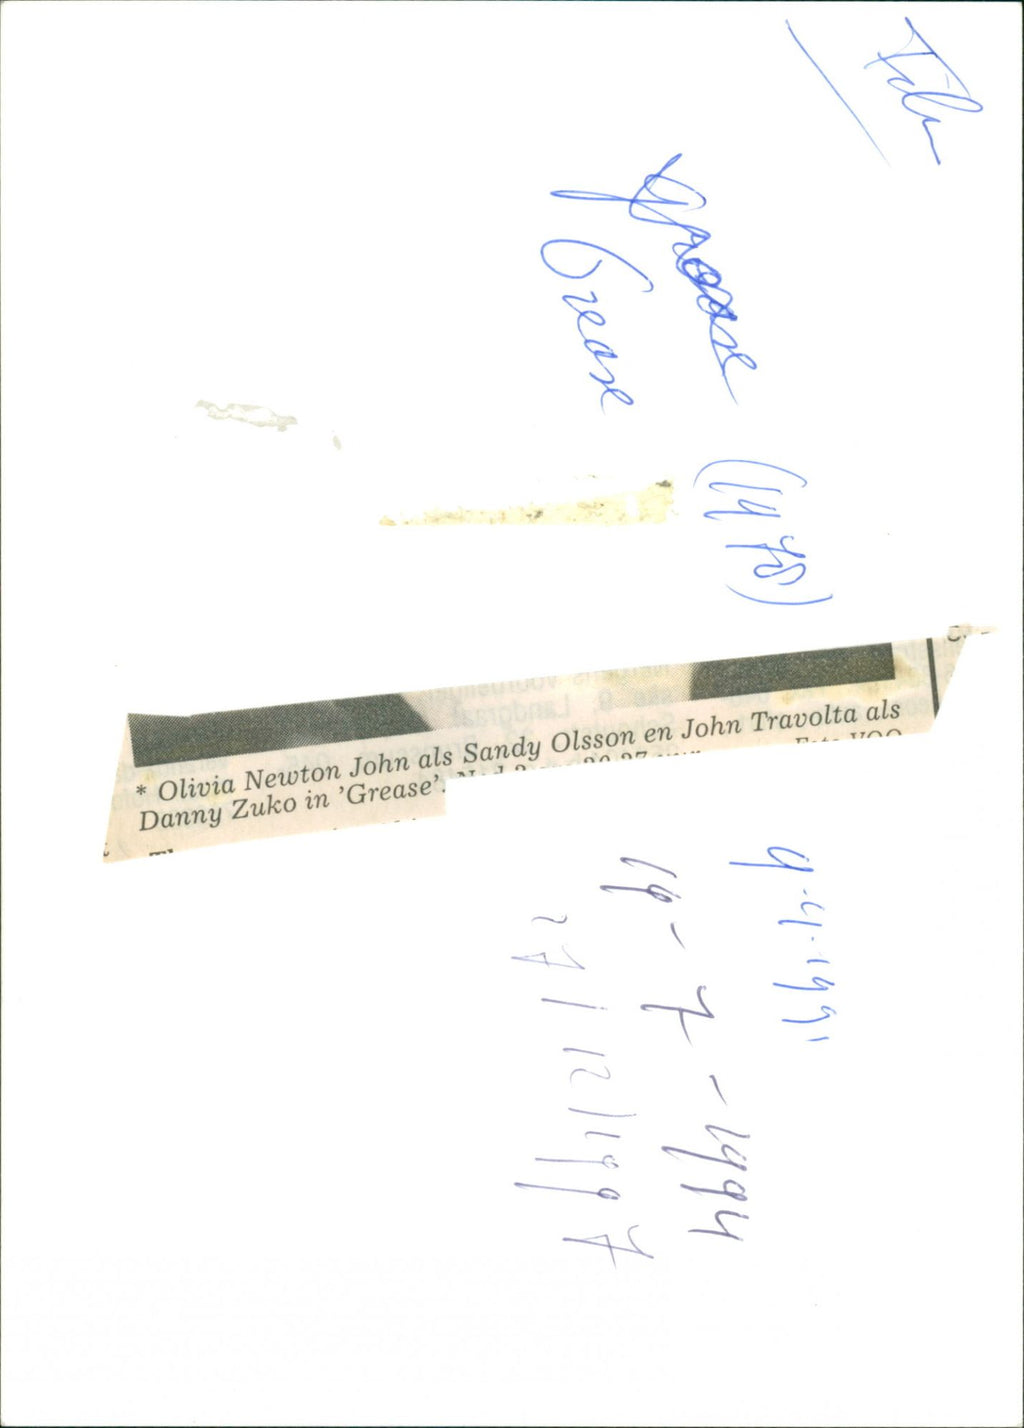 Film
Grease
Grease
(1978)
* Olivia Newton John als Sandy Olsson en John Travolta als
Danny Zuko in 'Grease'.
9-4-1991
19-7-1994
27/12/1997